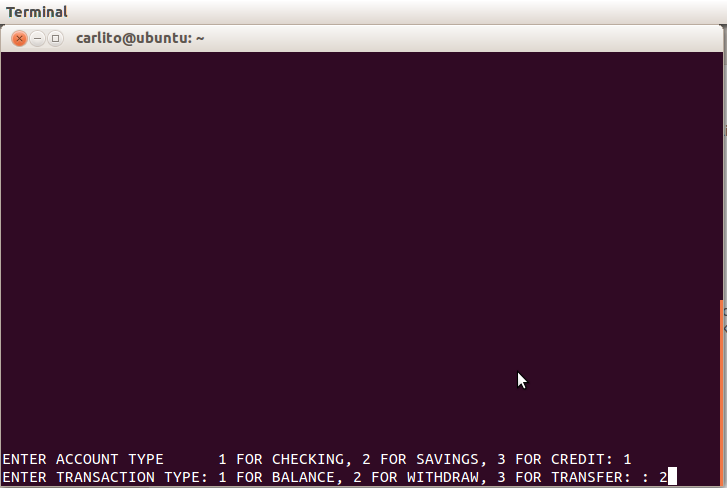 Terminal
carlito@ubuntu: ~
ENTER ACCOUNT TYPE      1 FOR CHECKING, 2 FOR SAVINGS, 3 FOR CREDIT: 1
ENTER TRANSACTION TYPE: 1 FOR BALANCE, 2 FOR WITHDRAW, 3 FOR TRANSFER: : 2